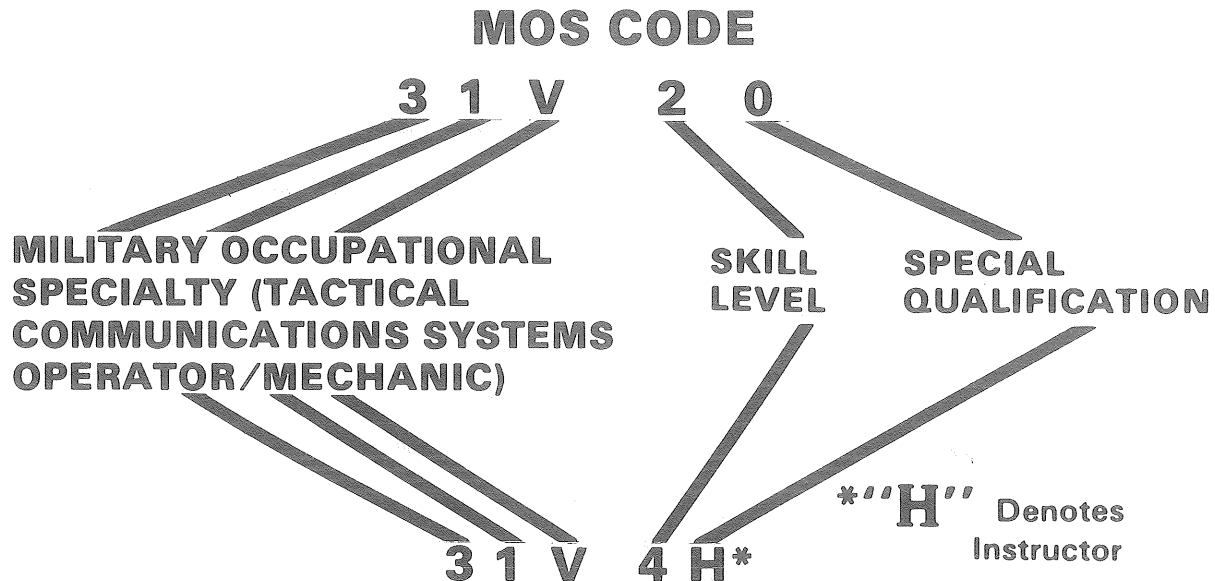 MOS CODE
3 1 V 2 0
MILITARY OCCUPATIONAL
SPECIALTY (TACTICAL
COMMUNICATIONS SYSTEMS
OPERATOR/MECHANIC)
SKILL
LEVEL
SPECIAL
QUALIFICATION
3 1 V 4 H*
*"H" Denotes
Instructor